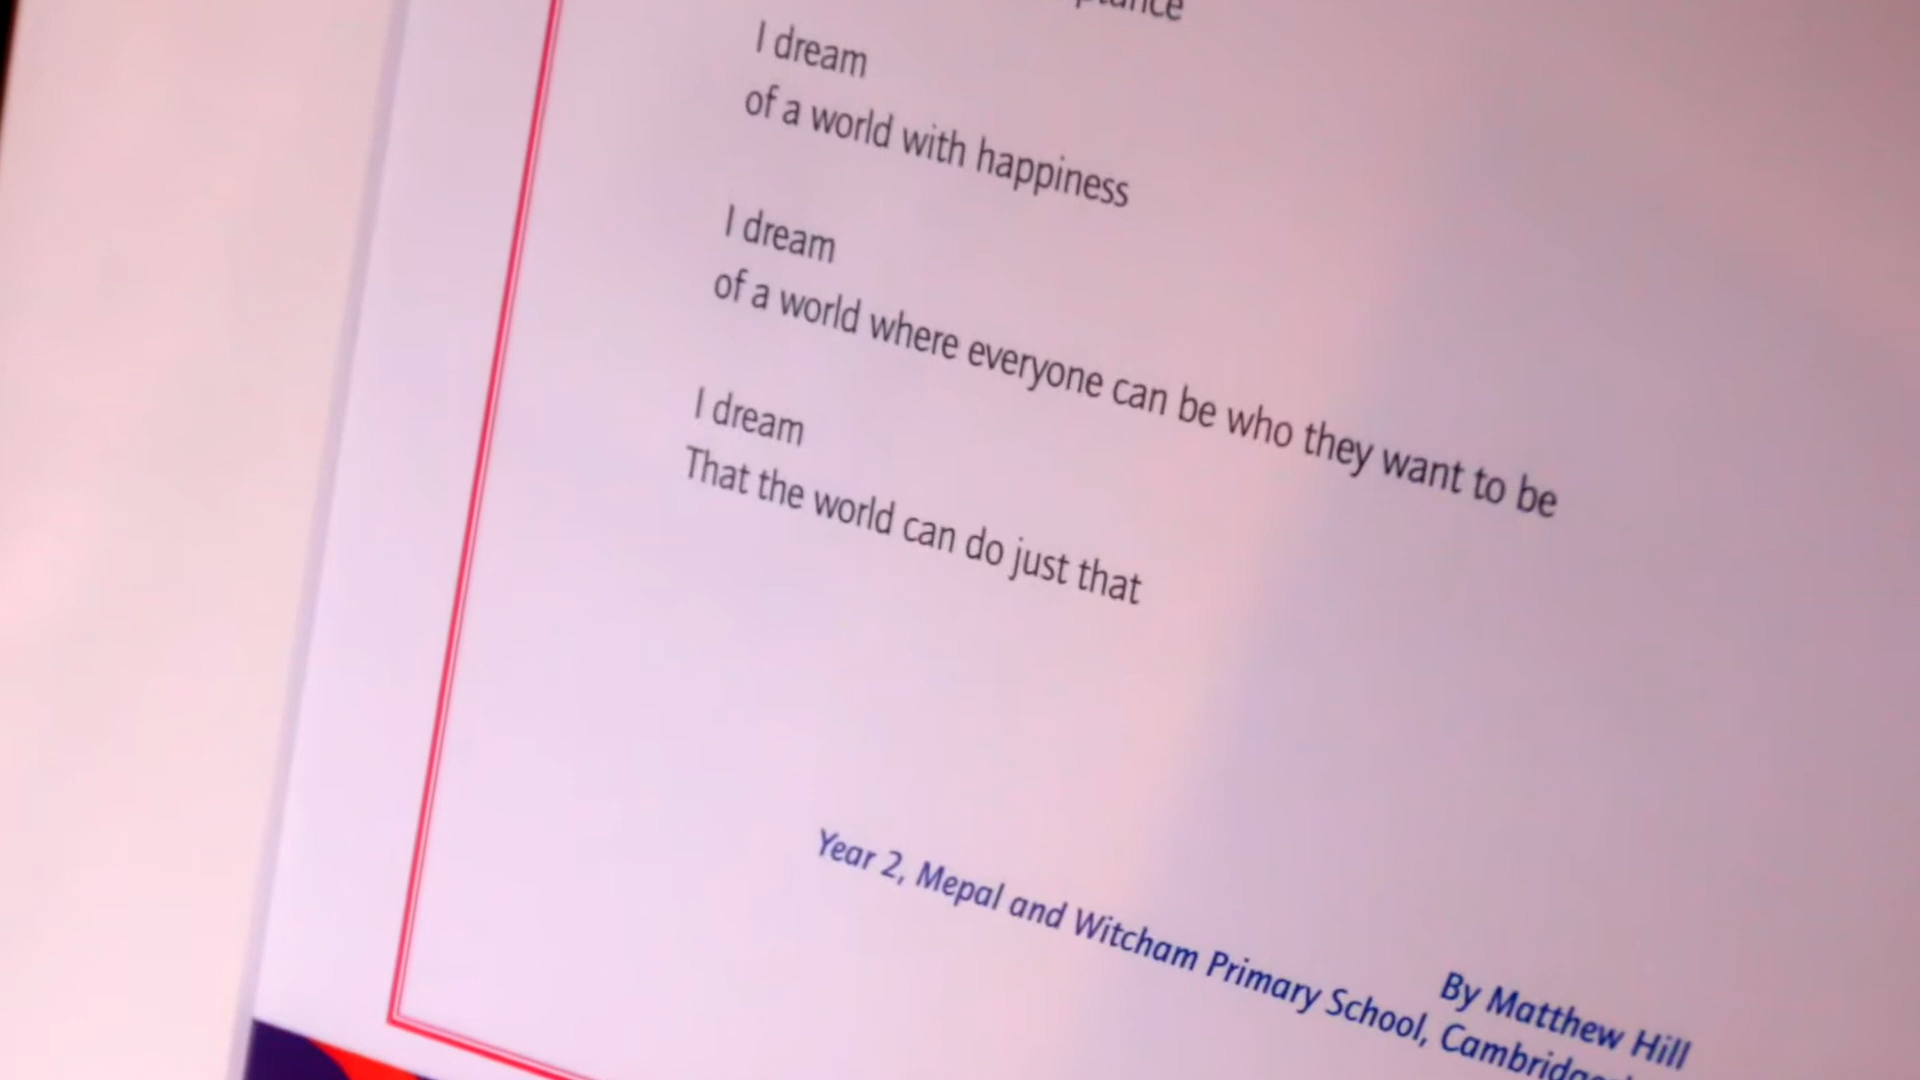 I dream
of a world with happiness
I dream
of a world where everyone can be who they want to be
I dream
That the world can do just that
By Matthew Hill
Year 2, Mepal and Witcham Primary School,